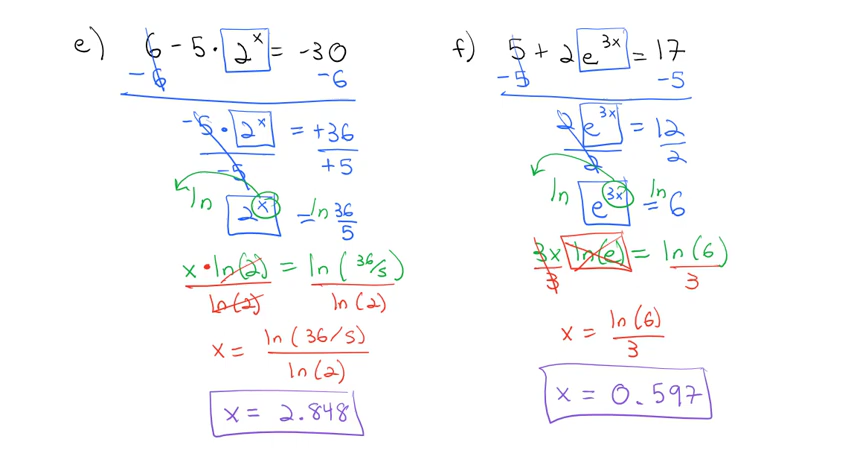 e) 6 - 5 · 2^x = -30
-6 -6
-5 · 2^x = +36
-5 +5
ln 2^x = ln 36/5
x · ln(2) = ln(36/5)
ln(2) ln(2)
x = ln(36/5) / ln(2)
x = 2.848
f) 5 + 2e^3x = 17
-5 -5
2e^3x = 12
2 2
ln e^3x = ln 6
3x ln(e) = ln(6)
3 3
x = ln(6) / 3
x = 0.597